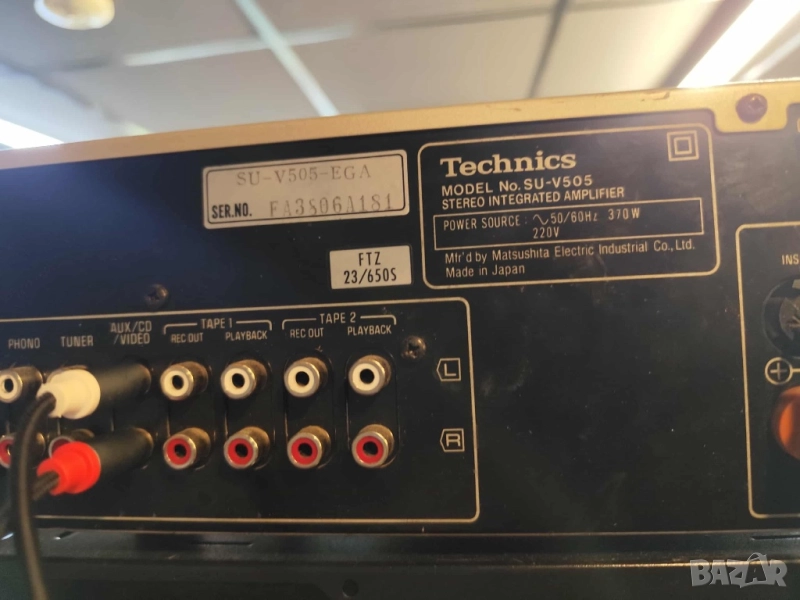 SU-V505-EGA
SER.NO. FA3806A181
Technics
MODEL No. SU-V505
STEREO INTEGRATED AMPLIFIER
POWER SOURCE : ∿ 50/60Hz 370W
220V
Mfr'd by Matsushita Electric Industrial Co., Ltd.
Made in Japan
FTZ
23/650S
PHONO
TUNER
AUX/CD
/VIDEO
TAPE 1
REC OUT
PLAYBACK
TAPE 2
REC OUT
PLAYBACK
L
R
INS
BAZAR